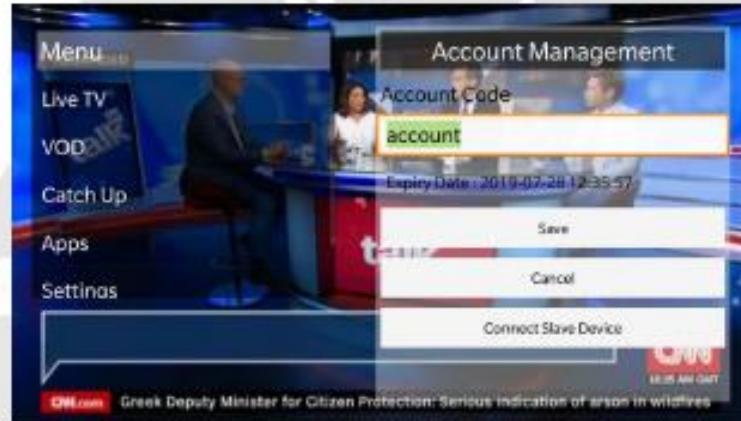 Menu
Live TV
VOD
Catch Up
Apps
Settings
Account Management
Account Code
account
Expiry Date : 2019-07-28 12:35:57
Save
Cancel
Connect Slave Device
talk
CNN
CNN.com Greek Deputy Minister for Citizen Protection: Serious indication of arson in wildfires